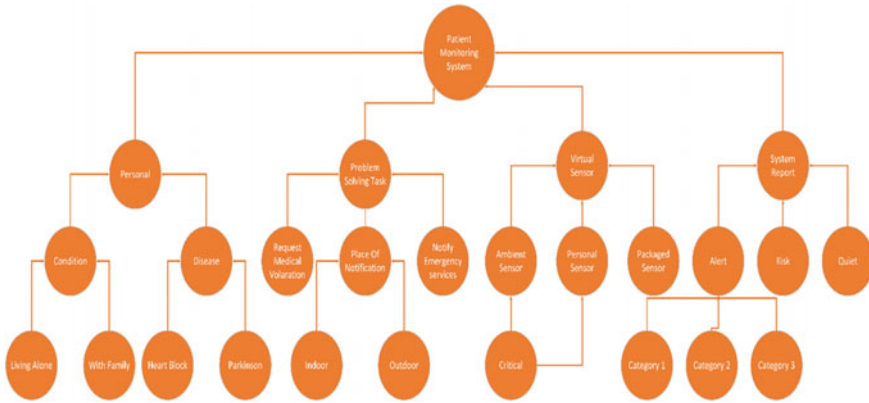 Patient
Monitoring
System
Personal
Problem
Solving Task
Virtual
Sensor
System
Report
Condition
Disease
Request
Medical
Volaration
Place Of
Notification
Notify
Emergency
services
Ambient
Sensor
Personal
Sensor
Packaged
Sensor
Alert
Risk
Quiet
Living Alone
With Family
Heart Block
Parkinson
Indoor
Outdoor
Critical
Category 1
Category 2
Category 3